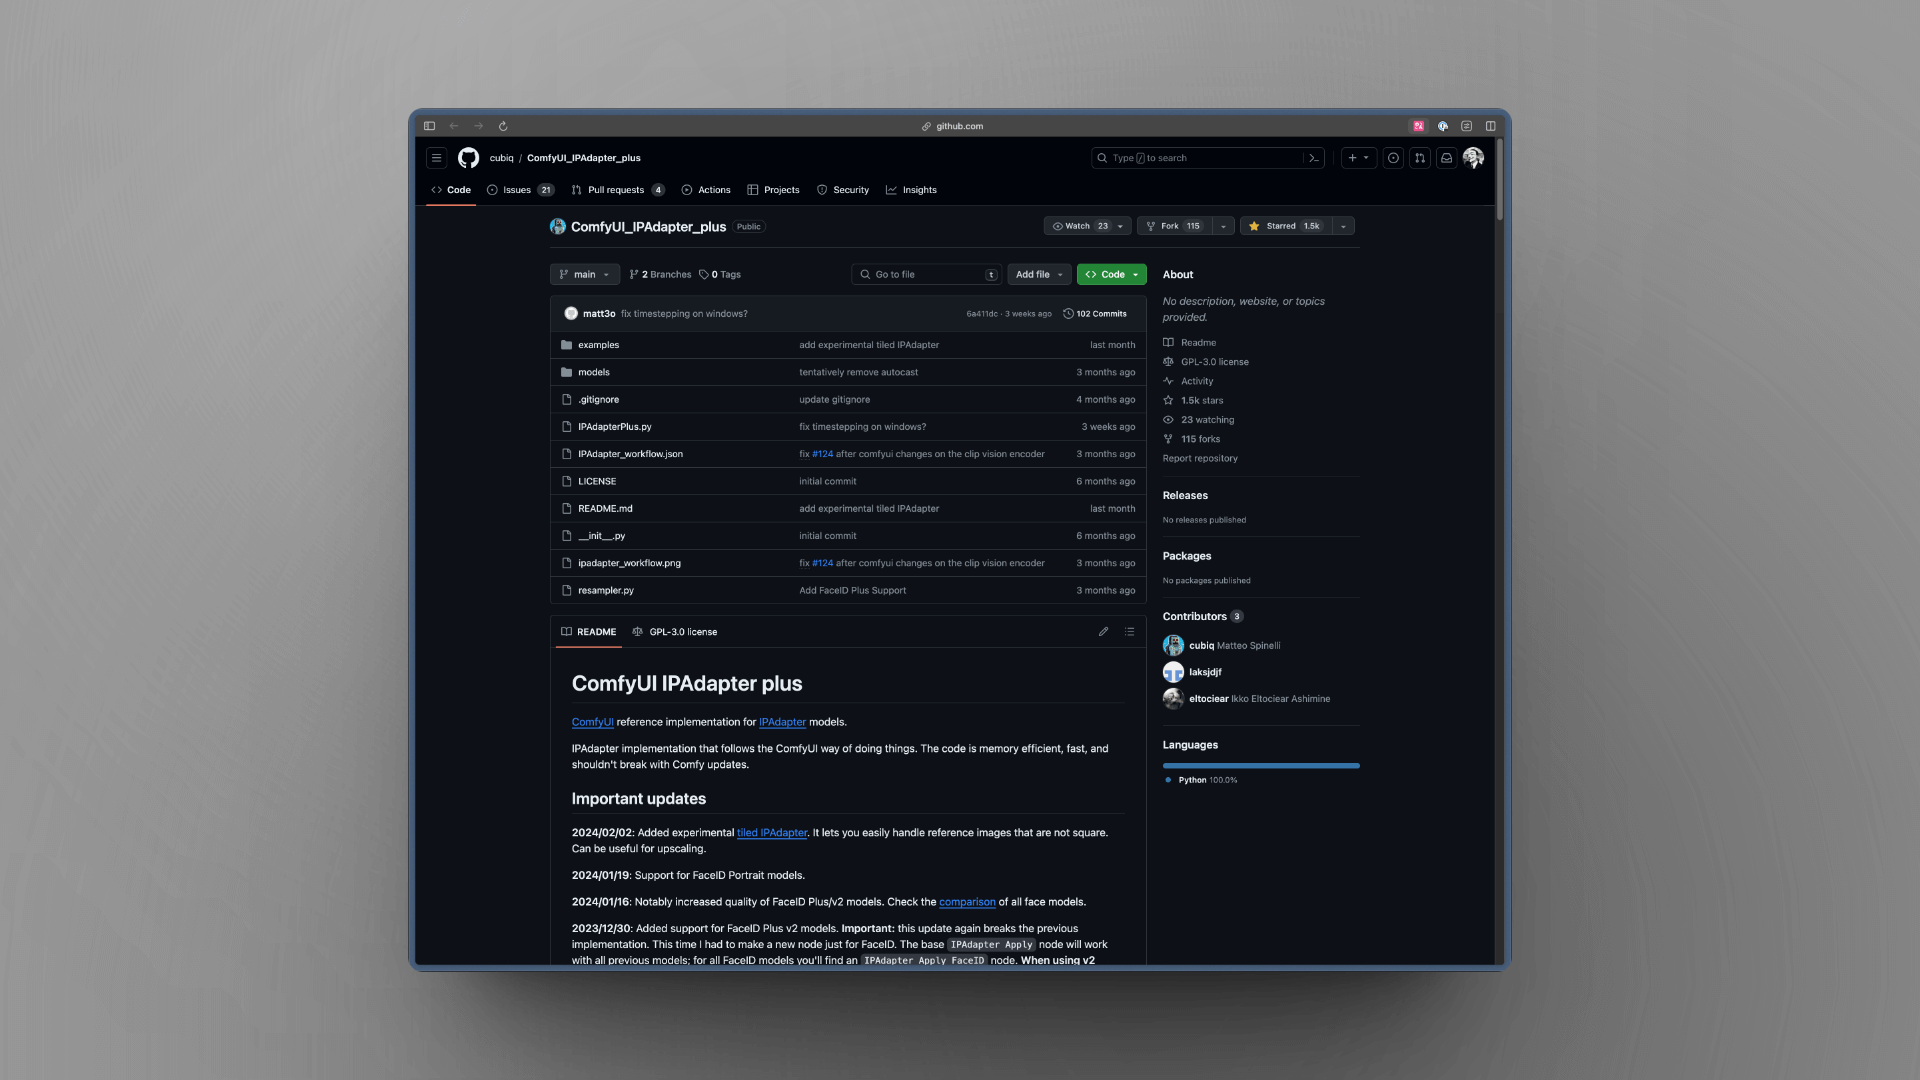 github.com
cubiq / ComfyUI_IPAdapter_plus
Type / to search
Code
Issues 21
Pull requests 4
Actions
Projects
Security
Insights
ComfyUI_IPAdapter_plus Public
Watch 23
Fork 115
Starred 1.5k
main
2 Branches
0 Tags
Go to file t
Add file
Code
matt3o fix timestepping on windows? 6a411dc · 3 weeks ago 102 Commits
examples add experimental tiled IPAdapter last month
models tentatively remove autocast 3 months ago
.gitignore update gitignore 4 months ago
IPAdapterPlus.py fix timestepping on windows? 3 weeks ago
IPAdapter_workflow.json fix #124 after comfyui changes on the clip vision encoder 3 months ago
LICENSE initial commit 6 months ago
README.md add experimental tiled IPAdapter last month
__init__.py initial commit 6 months ago
ipadapter_workflow.png fix #124 after comfyui changes on the clip vision encoder 3 months ago
resampler.py Add FaceID Plus Support 3 months ago
README
GPL-3.0 license
ComfyUI IPAdapter plus
ComfyUI reference implementation for IPAdapter models.
IPAdapter implementation that follows the ComfyUI way of doing things. The code is memory efficient, fast, and
shouldn't break with Comfy updates.
Important updates
2024/02/02: Added experimental tiled IPAdapter. It lets you easily handle reference images that are not square.
Can be useful for upscaling.
2024/01/19: Support for FaceID Portrait models.
2024/01/16: Notably increased quality of FaceID Plus/v2 models. Check the comparison of all face models.
2023/12/30: Added support for FaceID Plus v2 models. Important: this update again breaks the previous
implementation. This time I had to make a new node just for FaceID. The base IPAdapter Apply node will work
with all previous models; for all FaceID models you'll find an IPAdapter Apply FaceID node. When using v2
About
No description, website, or topics
provided.
Readme
GPL-3.0 license
Activity
1.5k stars
23 watching
115 forks
Report repository
Releases
No releases published
Packages
No packages published
Contributors 3
cubiq Matteo Spinelli
laksjdjf
eltociear Ikko Eltociear Ashimine
Languages
Python 100.0%